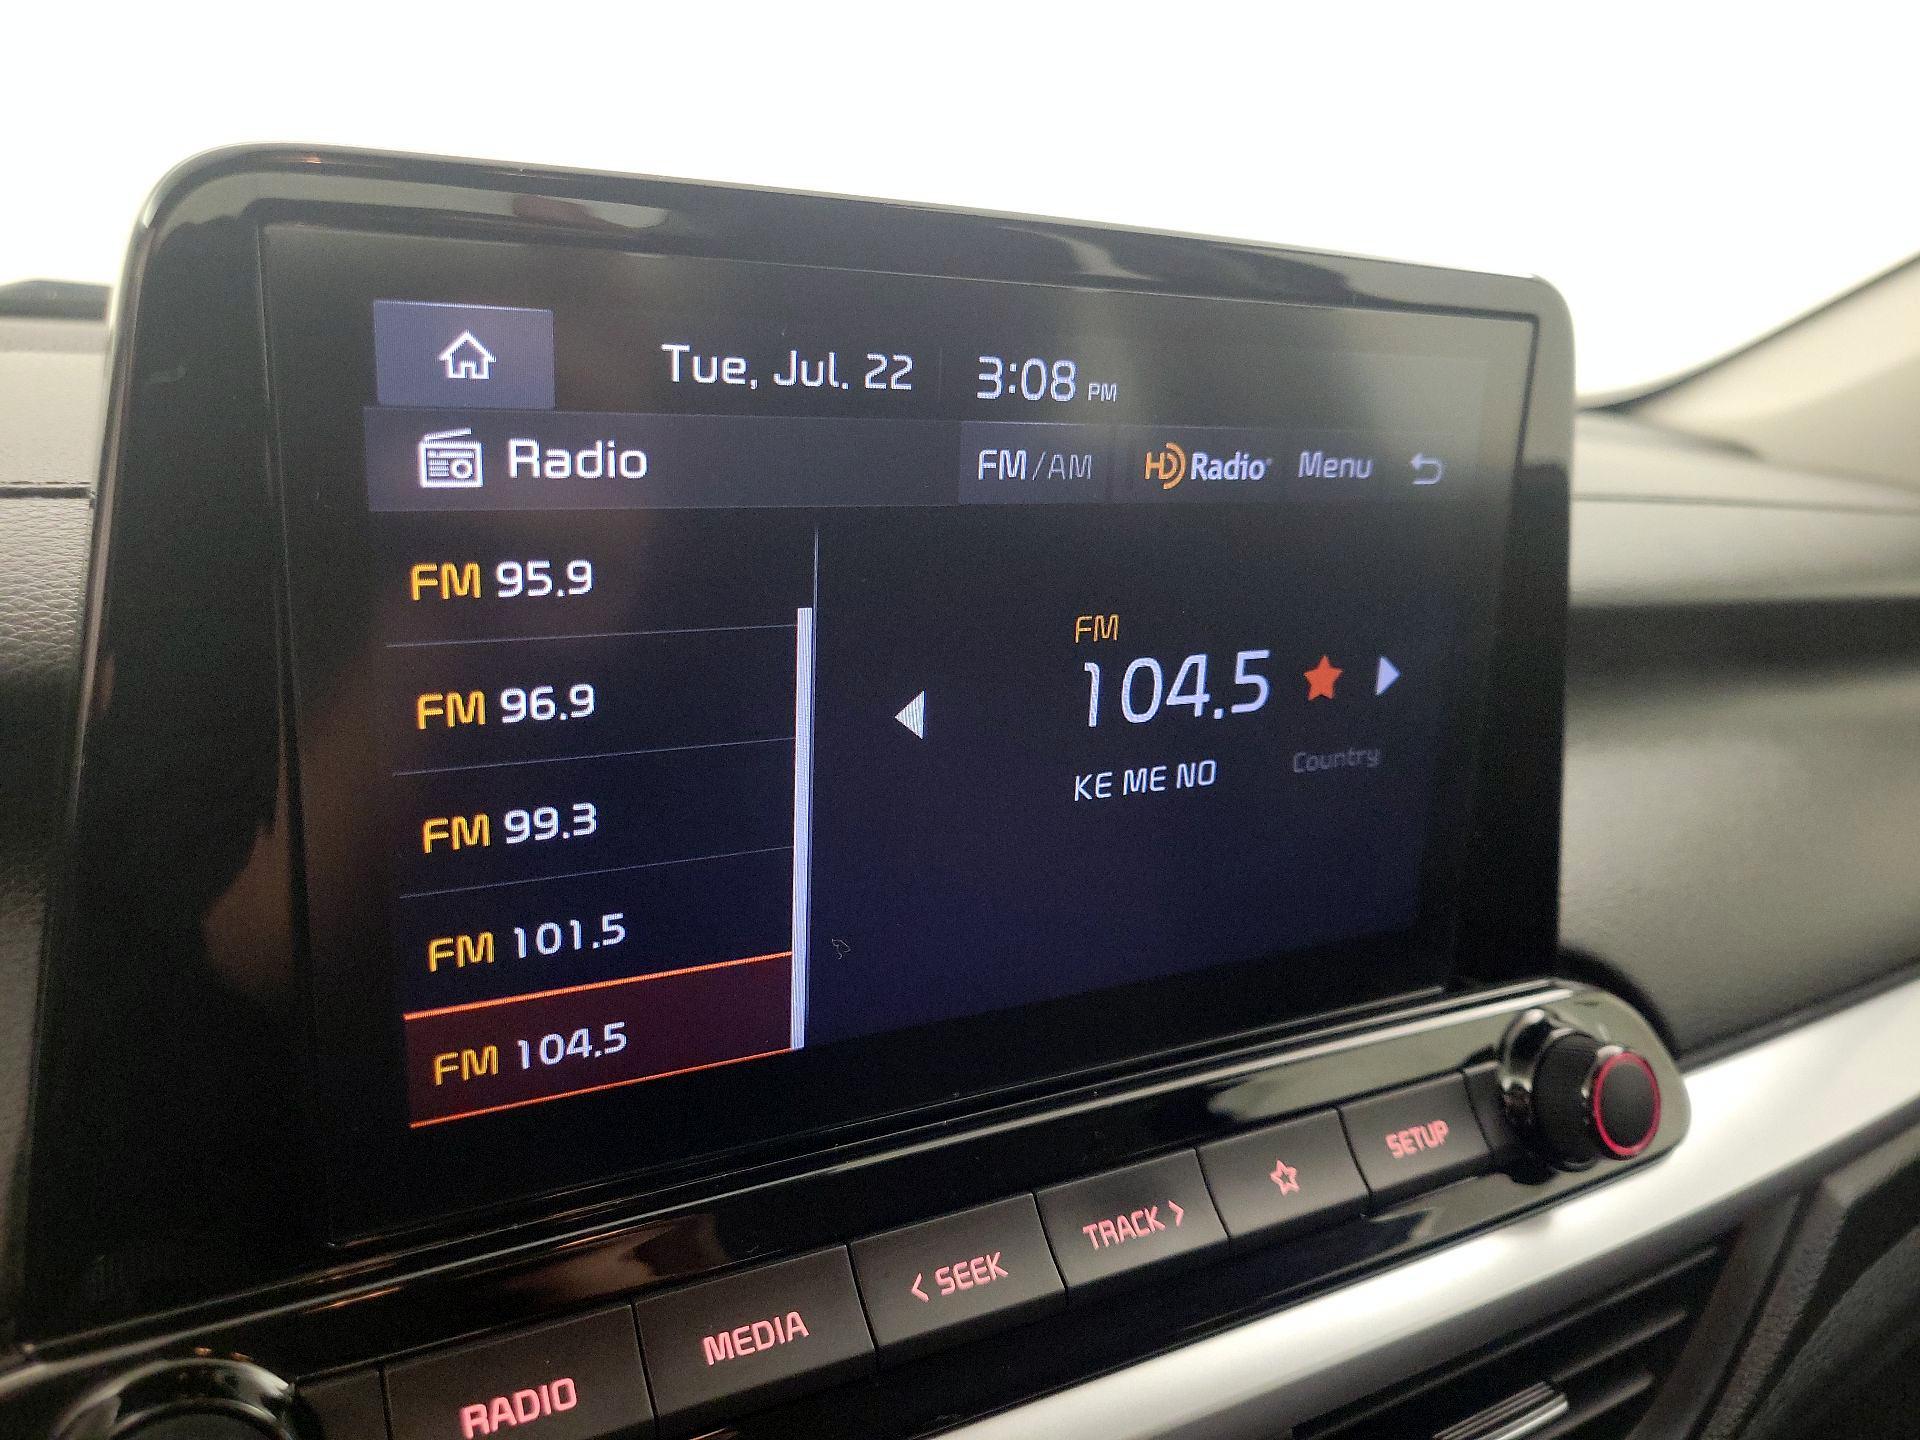 Tue, Jul. 22 3:08 PM
Radio FM/AM HD Radio Menu
FM 95.9
FM 96.9
FM 99.3
FM 101.5
FM 104.5
FM
104.5
KE ME NO Country
RADIO MEDIA < SEEK TRACK > SETUP